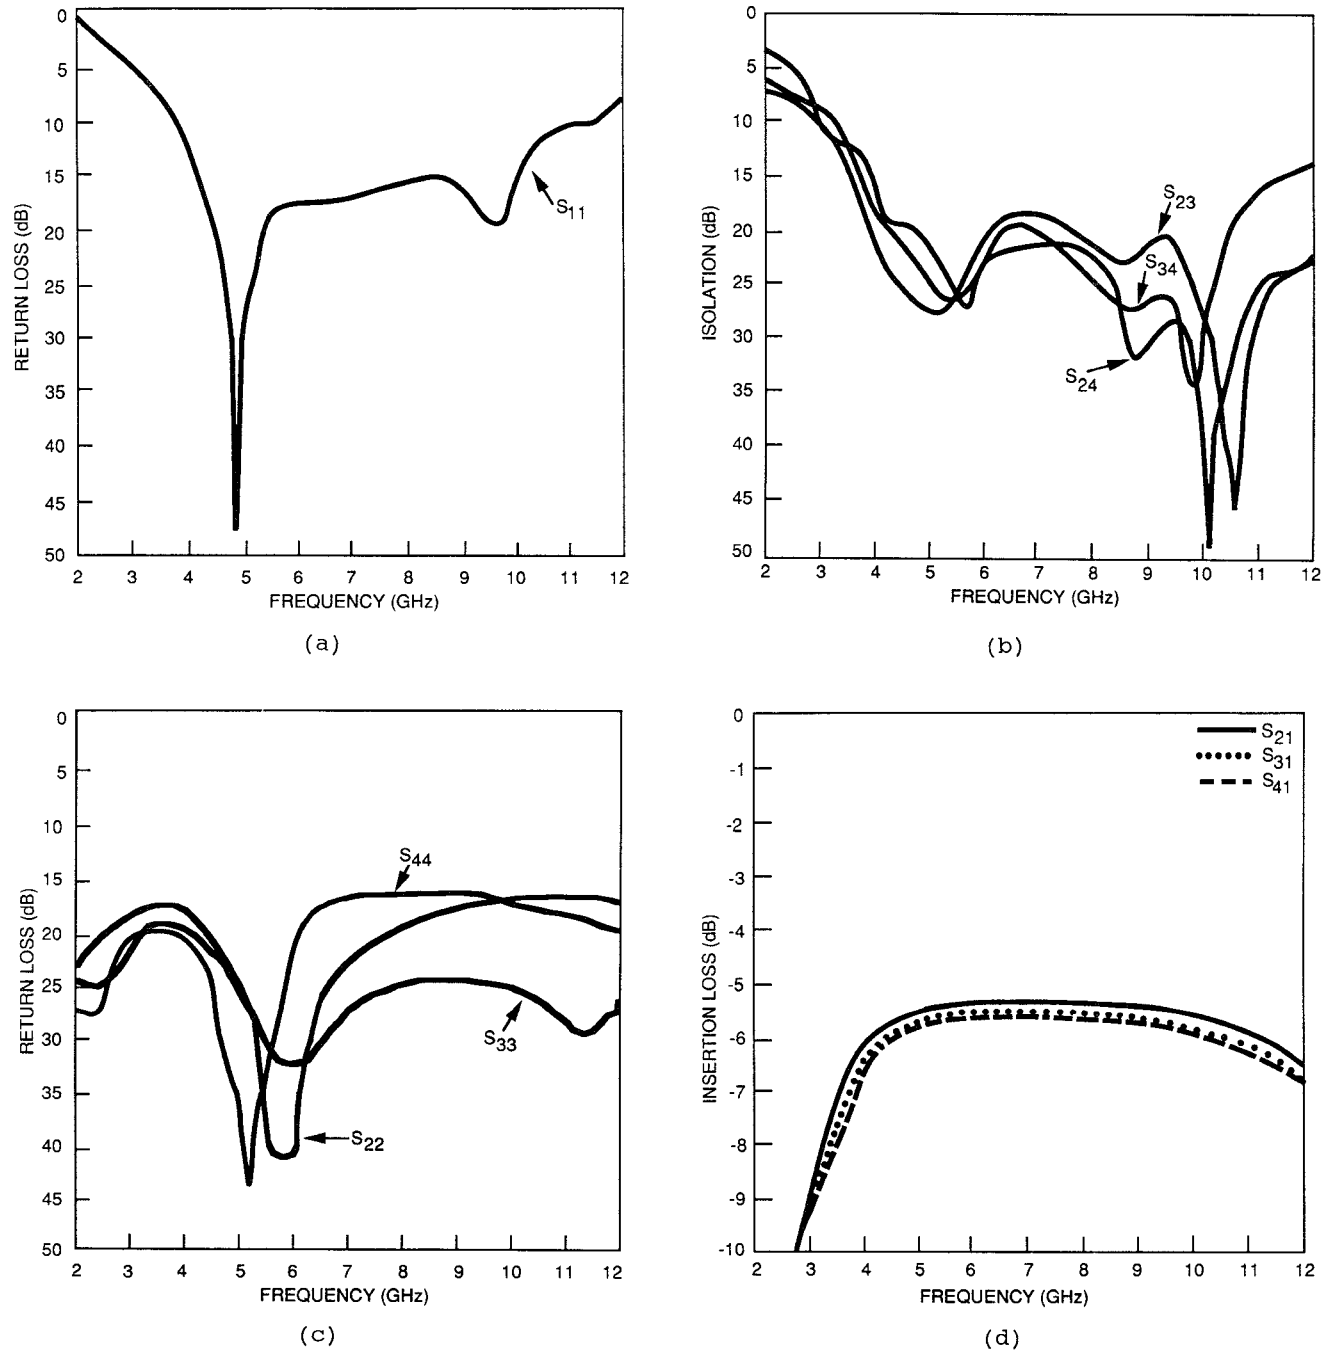 0
5
10
15
20
25
30
35
40
45
50
RETURN LOSS (dB)
S11
2 3 4 5 6 7 8 9 10 11 12
FREQUENCY (GHz)
(a)
0
5
10
15
20
25
30
35
40
45
50
ISOLATION (dB)
S23
S34
S24
2 3 4 5 6 7 8 9 10 11 12
FREQUENCY (GHz)
(b)
0
5
10
15
20
25
30
35
40
45
50
RETURN LOSS (dB)
S44
S33
S22
2 3 4 5 6 7 8 9 10 11 12
FREQUENCY (GHz)
(c)
0
-1
-2
-3
-4
-5
-6
-7
-8
-9
-10
INSERTION LOSS (dB)
S21
S31
S41
2 3 4 5 6 7 8 9 10 11 12
FREQUENCY (GHz)
(d)